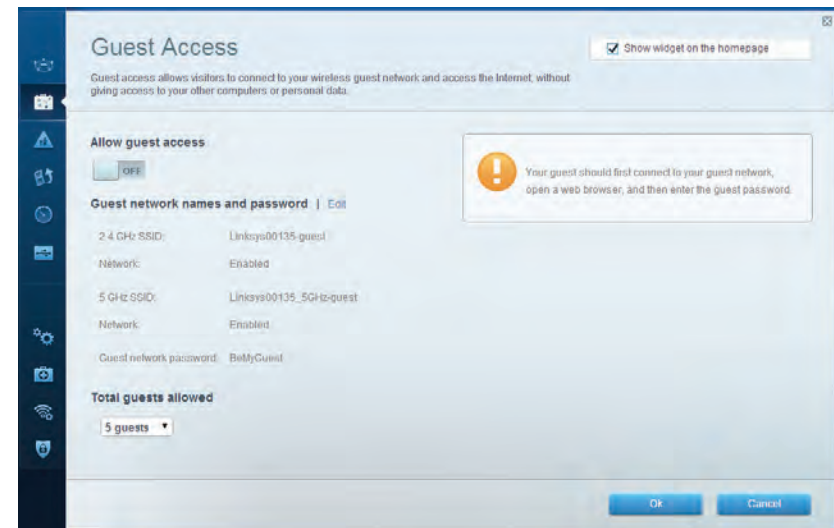 Guest Access
Show widget on the homepage
Guest access allows visitors to connect to your wireless guest network and access the Internet, without
giving access to your other computers or personal data.
Allow guest access
OFF
Your guest should first connect to your guest network,
open a web browser, and then enter the guest password.
Guest network names and password | Edit
2.4 GHz SSID: Linksys00135-guest
Network: Enabled
5 GHz SSID: Linksys00135_5GHz-guest
Network: Enabled
Guest network password: BeMyGuest
Total guests allowed
5 guests
Ok Cancel